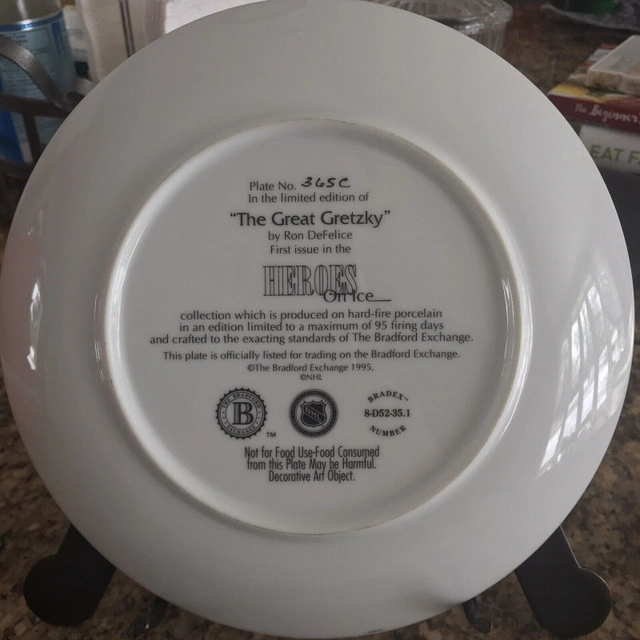 Plate No. 365C
In the limited edition of
"The Great Gretzky"
by Ron DeFelice
First issue in the
HEROES
On Ice
collection which is produced on hard-fire porcelain
in an edition limited to a maximum of 95 firing days
and crafted to the exacting standards of The Bradford Exchange.
This plate is officially listed for trading on the Bradford Exchange.
©The Bradford Exchange 1995.
©NHL
B
TM
NHL
BRADEX™
8-D52-35.1
NUMBER
Not for Food Use-Food Consumed
from this Plate May be Harmful.
Decorative Art Object.
EAT F